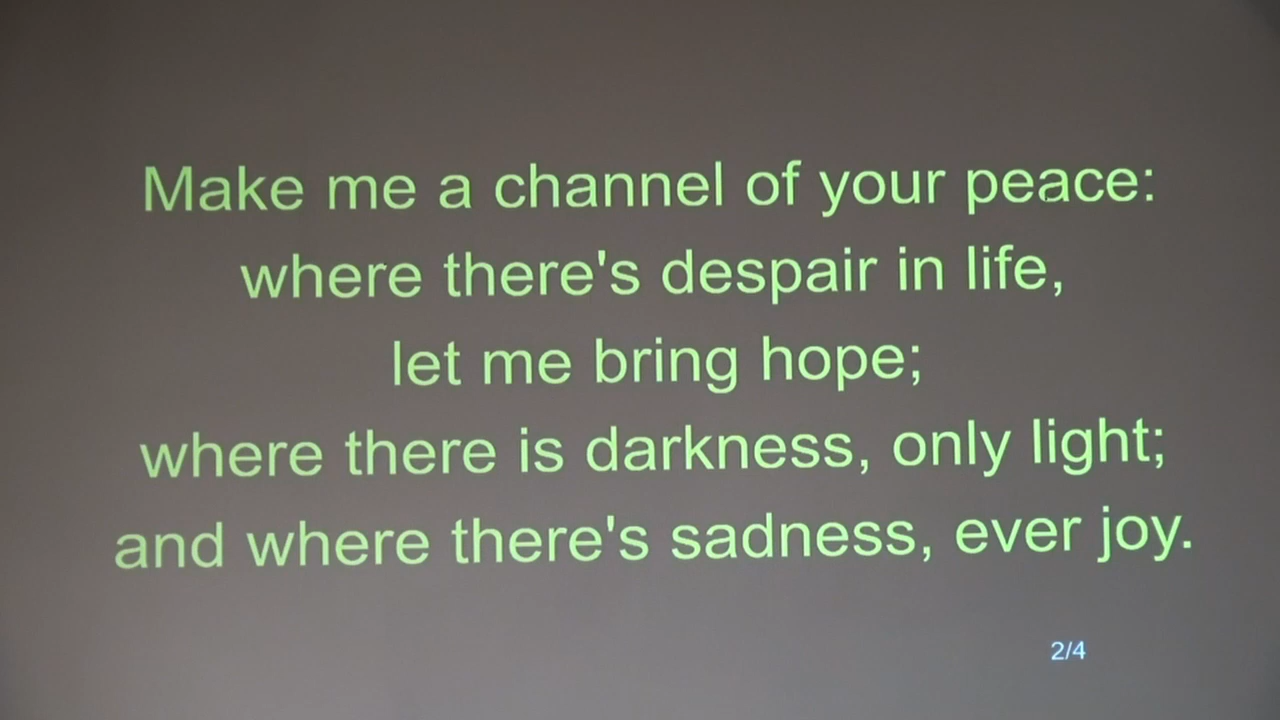 Make me a channel of your peace:
where there's despair in life,
let me bring hope;
where there is darkness, only light;
and where there's sadness, ever joy.
2/4